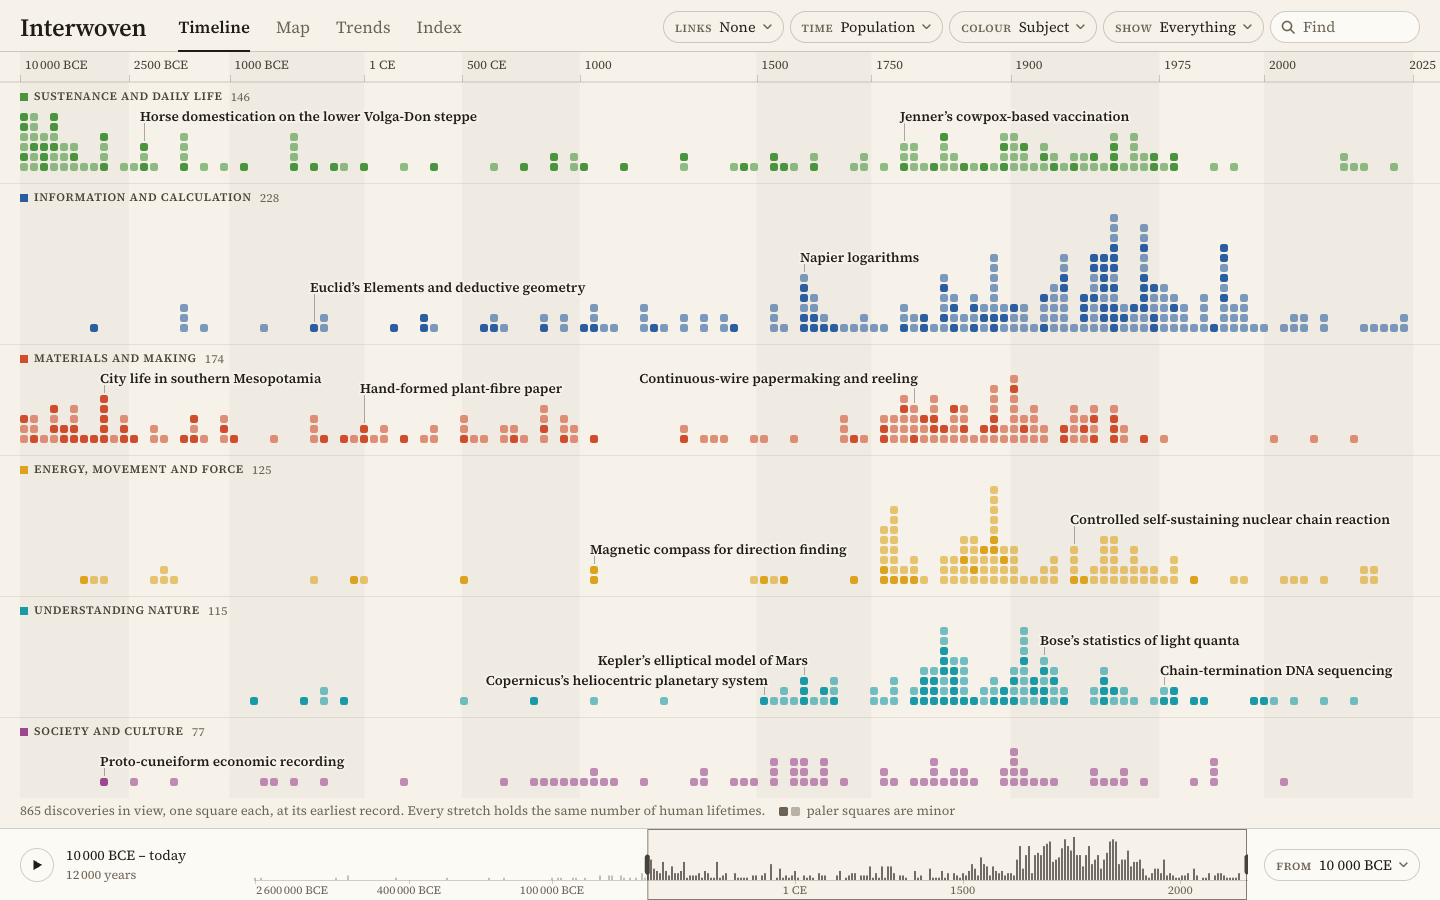 Interwoven Timeline Map Trends Index LINKS None TIME Population COLOUR Subject SHOW Everything Find
10 000 BCE 2500 BCE 1000 BCE 1 CE 500 CE 1000 1500 1750 1900 1975 2000 2025
SUSTENANCE AND DAILY LIFE 146
Horse domestication on the lower Volga-Don steppe Jenner’s cowpox-based vaccination
INFORMATION AND CALCULATION 228
Napier logarithms
Euclid’s Elements and deductive geometry
MATERIALS AND MAKING 174
City life in southern Mesopotamia Continuous-wire papermaking and reeling
Hand-formed plant-fibre paper
ENERGY, MOVEMENT AND FORCE 125
Controlled self-sustaining nuclear chain reaction
Magnetic compass for direction finding
UNDERSTANDING NATURE 115
Bose’s statistics of light quanta
Kepler’s elliptical model of Mars
Chain-termination DNA sequencing
Copernicus’s heliocentric planetary system
SOCIETY AND CULTURE 77
Proto-cuneiform economic recording
865 discoveries in view, one square each, at its earliest record. Every stretch holds the same number of human lifetimes. paler squares are minor
10 000 BCE – today
12 000 years
FROM 10 000 BCE
2 600 000 BCE 400 000 BCE 100 000 BCE 1 CE 1500 2000